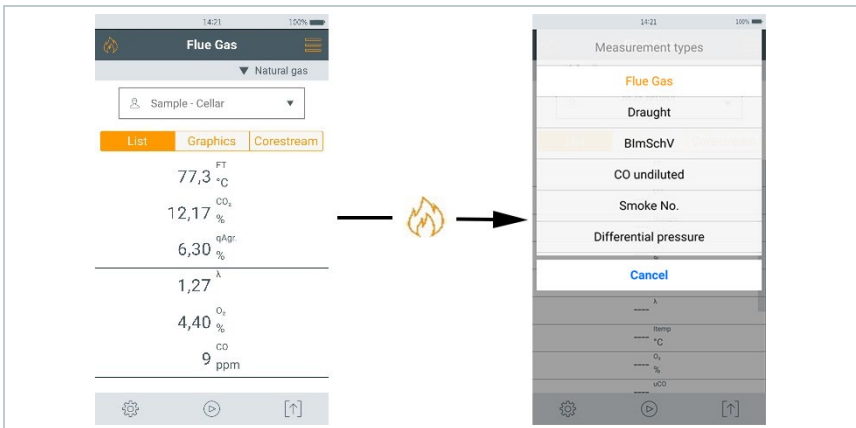 14:21 100%
Flue Gas
▼ Natural gas
Sample - Cellar ▼
List Graphics Corestream
77,3 FT °C
12,17 CO₂ %
6,30 qAgr. %
1,27 λ
4,40 O₂ %
9 CO ppm
14:21 100%
Measurement types
Flue Gas
Draught
BImSchV
CO undiluted
Smoke No.
Differential pressure
Cancel
%
---- λ
---- Itemp °C
---- O₂ %
---- uCO